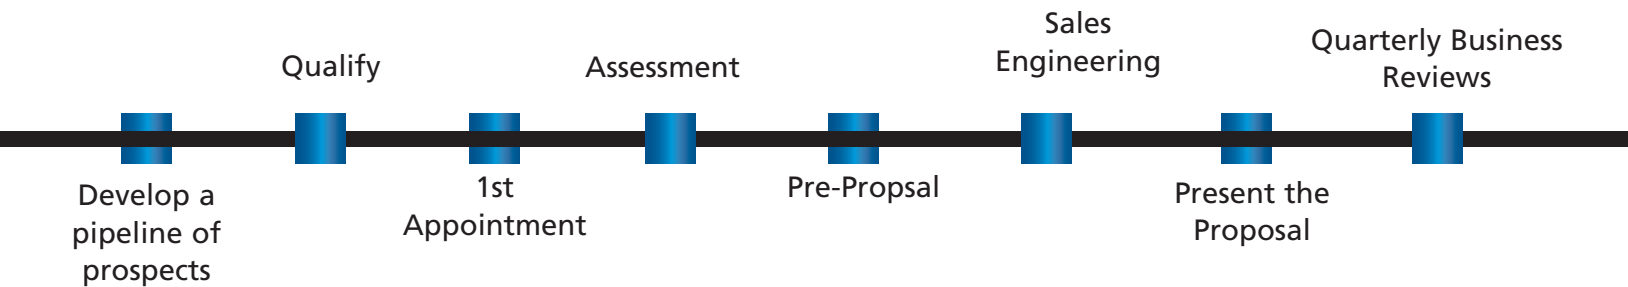 Develop a
pipeline of
prospects
Qualify
1st
Appointment
Assessment
Pre-Propsal
Sales
Engineering
Present the
Proposal
Quarterly Business
Reviews